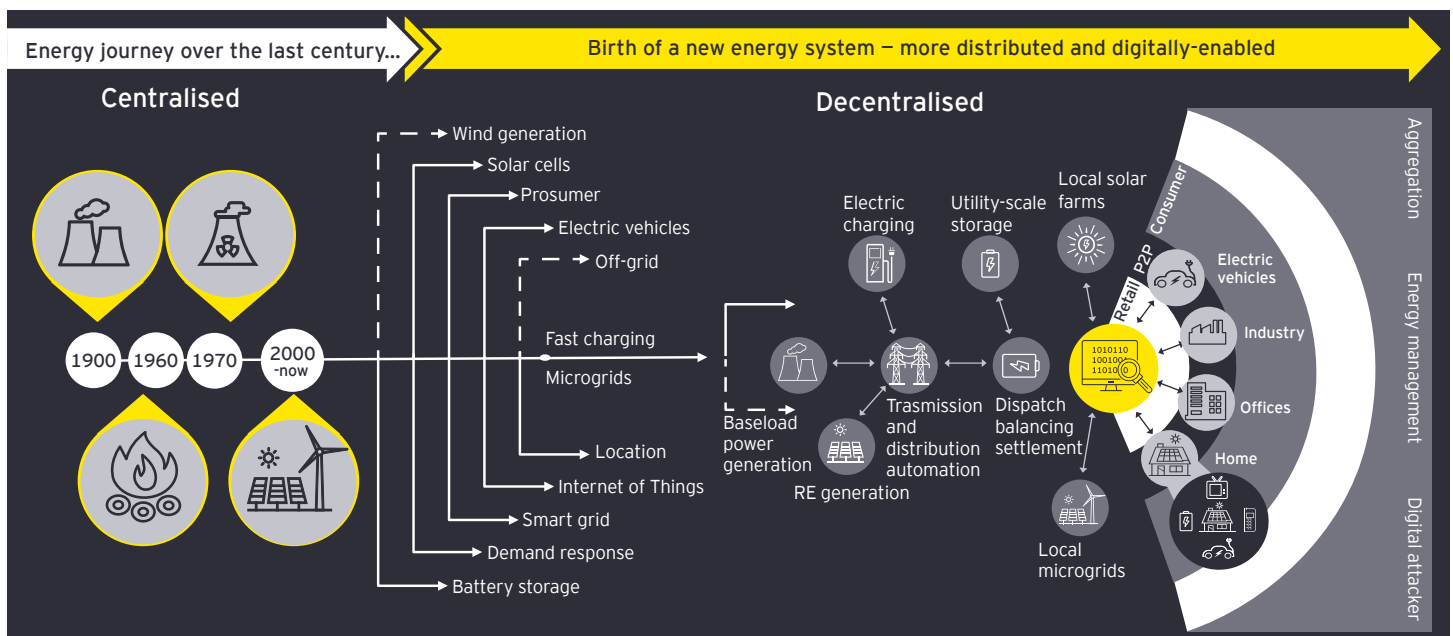 Energy journey over the last century...
Birth of a new energy system – more distributed and digitally-enabled
Centralised
Decentralised
1900
1960
1970
2000
-now
Wind generation
Solar cells
Prosumer
Electric vehicles
Off-grid
Fast charging
Microgrids
Location
Internet of Things
Smart grid
Demand response
Battery storage
Baseload
power
generation
Electric
charging
RE generation
Trasmission
and
distribution
automation
Utility-scale
storage
Dispatch
balancing
settlement
Local solar
farms
1010110
100100
11010
Local
microgrids
Retail
P2P
Consumer
Electric
vehicles
Industry
Offices
Home
Aggregation
Energy management
Digital attacker